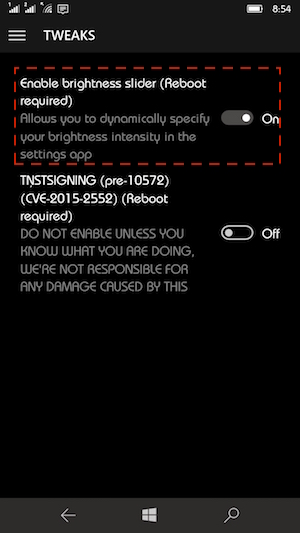 8:54
TWEAKS
Enable brightness slider (Reboot
required)
Allows you to dynamically specify
your brightness intensity in the
settings app
On
TNSTSIGNING (pre-10572)
(CVE-2015-2552) (Reboot
required)
DO NOT ENABLE UNLESS YOU
KNOW WHAT YOU ARE DOING,
WE'RE NOT RESPONSIBLE FOR
ANY DAMAGE CAUSED BY THIS
Off